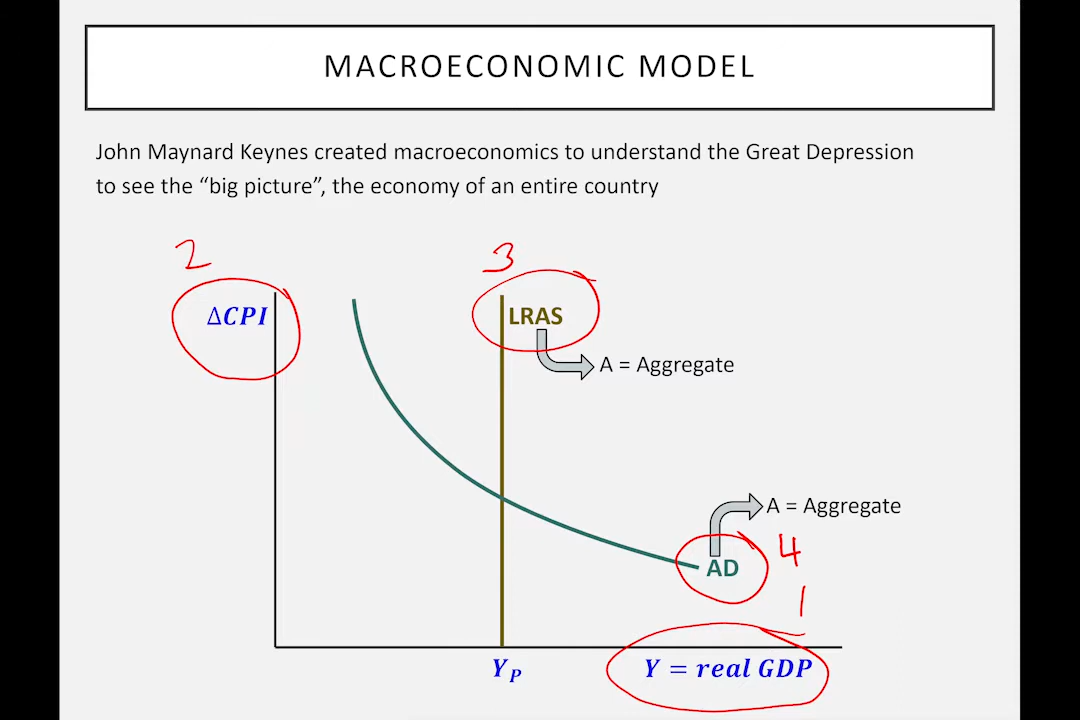 MACROECONOMIC MODEL
John Maynard Keynes created macroeconomics to understand the Great Depression
to see the “big picture”, the economy of an entire country
2
3
ΔCPI
LRAS
A = Aggregate
A = Aggregate
4
AD
1
Y_P
Y = real GDP